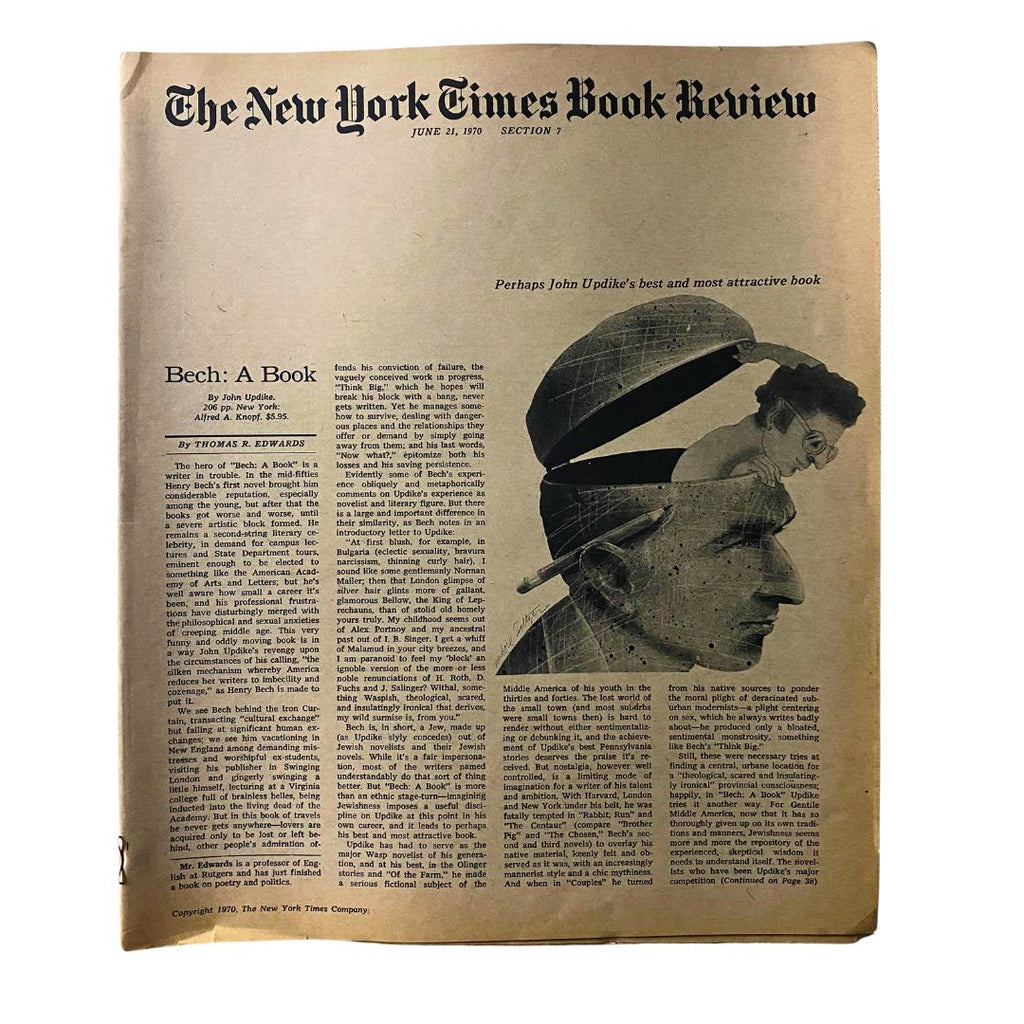 The New York Times Book Review
JUNE 21, 1970 SECTION 7
Perhaps John Updike's best and most attractive book
Bech: A Book
By John Updike.
206 pp. New York:
Alfred A. Knopf. $5.95.
By THOMAS R. EDWARDS
The hero of "Bech: A Book" is a
writer in trouble. In the mid-fifties
Henry Bech's first novel brought him
considerable reputation, especially
among the young, but after that the
books got worse and worse, until
a severe artistic block formed. He
remains a second-string literary ce-
lebrity, in demand for campus lec-
tures and State Department tours,
eminent enough to be elected to
something like the American Acad-
emy of Arts and Letters; but he's
well aware how small a career it's
been, and his professional frustra-
tions have disturbingly merged with
the philosophical and sexual anxieties
of creeping middle age. This very
funny and oddly moving book is in
a way John Updike's revenge upon
the circumstances of his calling, "the
silken mechanism whereby America
reduces her writers to imbecility and
cozenage," as Henry Bech is made to
put it.
We see Bech behind the Iron Cur-
tain, transacting "cultural exchange"
but failing at significant human ex-
changes; we see him vacationing in
New England among demanding mis-
tresses and worshipful ex-students,
visiting his publisher in Swinging
London and gingerly swinging a
little himself, lecturing at a Virginia
college full of brainless belles, being
inducted into the living dead of the
Academy. But in this book of travels
he never gets anywhere—lovers are
acquired only to be lost or left be-
hind, other people's admiration of-
Mr. Edwards is a professor of Eng-
lish at Rutgers and has just finished
a book on poetry and politics.
Copyright 1970, The New York Times Company
fends his conviction of failure, the
vaguely conceived work in progress,
"Think Big," which he hopes will
break his block with a bang, never
gets written. Yet he manages some-
how to survive, dealing with danger-
ous places and the relationships they
offer or demand by simply going
away from them; and his last words,
"Now what?," epitomize both his
losses and his saving persistence.
Evidently some of Bech's experi-
ence obliquely and metaphorically
comments on Updike's experience as
novelist and literary figure. But there
is a large and important difference in
their similarity, as Bech notes in an
introductory letter to Updike:
"At first blush, for example, in
Bulgaria (eclectic sexuality, bravura
narcissism, thinning curly hair), I
sound like some gentlemanly Norman
Mailer; then that London glimpse of
silver hair glints more of gallant,
glamorous Bellow, the King of Lep-
rechauns, than of stolid old homely
yours truly. My childhood seems out
of Alex Portnoy and my ancestral
past out of I. B. Singer. I get a whiff
of Malamud in your city breezes, and
I am paranoid to feel my 'block' an
ignoble version of the more or less
noble renunciations of H. Roth, D.
Fuchs and J. Salinger? Withal, some-
thing Waspish, theological, scared,
and insulatingly ironical that derives,
my wild surmise is, from you."
Bech is, in short, a Jew, made up
(as Updike slyly concedes) out of
Jewish novelists and their Jewish
novels. While it's a fair impersona-
tion, most of the writers named
understandably do that sort of thing
better. But "Bech: A Book" is more
than an ethnic stage-turn—imagining
Jewishness imposes a useful disci-
pline on Updike at this point in his
own career, and it leads to perhaps
his best and most attractive book.
Updike has had to serve as the
major Wasp novelist of his genera-
tion, and at his best, in the Olinger
stories and "Of the Farm," he made
a serious fictional subject of the
Middle America of his youth in the
thirties and forties. The lost world of
the small town (and most suburbs
were small towns then) is hard to
render without either sentimentaliz-
ing or debunking it, and the achieve-
ment of Updike's best Pennsylvania
stories deserves the praise it's re-
ceived. But nostalgia, however well
controlled, is a limiting mode of
imagination for a writer of his talent
and ambition. With Harvard, London
and New York under his belt, he was
fatally tempted in "Rabbit, Run" and
"The Centaur" (compare "Brother
Pig" and "The Chosen," Bech's sec-
ond and third novels) to overlay his
native material, keenly felt and ob-
served as it was, with an increasingly
mannerist style and a chic mythiness.
And when in "Couples" he turned
from his native sources to ponder
the moral plight of deracinated sub-
urban modernists—a plight centering
on sex, which he always writes badly
about—he produced only a bloated,
sentimental monstrosity, something
like Bech's "Think Big."
Still, these were necessary tries at
finding a central, urbane location for
a "theological, scared and insulating-
ly ironical" provincial consciousness;
happily, in "Bech: A Book" Updike
tries it another way. For Gentile
Middle America, now that it has so
thoroughly given up on its own tradi-
tions and manners, Jewishness seems
more and more the repository of the
experienced, skeptical wisdom it
needs to understand itself. The novel-
ists who have been Updike's major
competition (Continued on Page 38)